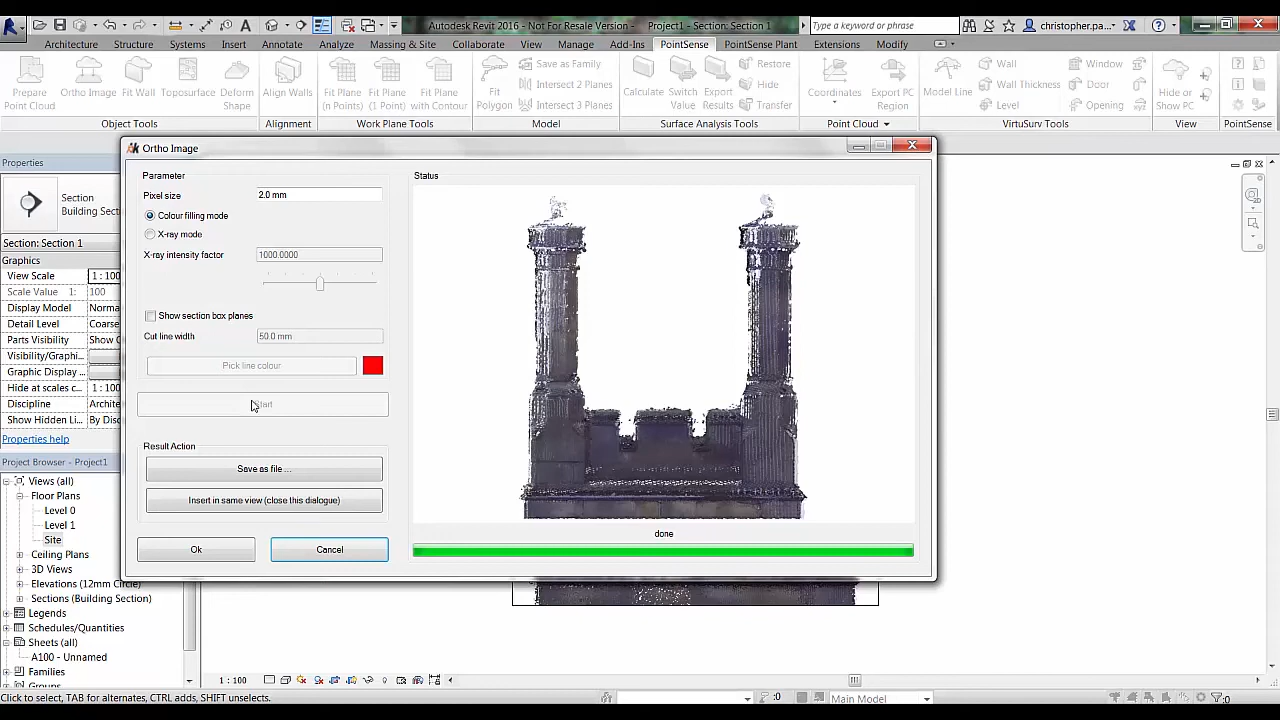 Autodesk Revit 2016 - Not For Resale Version - Project1 - Section: Section 1
Type a keyword or phrase
christopher.pa...
Architecture Structure Systems Insert Annotate Analyze Massing & Site Collaborate View Manage Add-Ins PointSense PointSense Plant Extensions Modify
Prepare Point Cloud
Ortho Image
Fit Wall
Toposurface
Deform Shape
Align Walls
Fit Plane (n Points)
Fit Plane (1 Point)
Fit Plane with Contour
Fit Polygon
Save as Family
Intersect 2 Planes
Intersect 3 Planes
Calculate
Switch Value
Export Results
Restore
Hide
Transfer
Coordinates
Export PC Region
Model Line
Wall
Wall Thickness
Level
Window
Door
Opening
Hide or Show PC
Object Tools Alignment Work Plane Tools Model Surface Analysis Tools Point Cloud VirtuSurv Tools View PointSense
Properties
Section
Building Sect
Section: Section 1
Graphics
View Scale 1 : 100
Scale Value 1: 100
Display Model Norma
Detail Level Coarse
Parts Visibility Show O
Visibility/Graphi...
Graphic Display ...
Hide at scales c... 1 : 100
Discipline Archite
Show Hidden Li... By Disc
Properties help
Project Browser - Project1
Views (all)
Floor Plans
Level 0
Level 1
Site
Ceiling Plans
3D Views
Elevations (12mm Circle)
Sections (Building Section)
Legends
Schedules/Quantities
Sheets (all)
A100 - Unnamed
Families
Groups
Ortho Image
Parameter
Pixel size 2.0 mm
Colour filling mode
X-ray mode
X-ray intensity factor 1000.0000
Show section box planes
Cut line width 50.0 mm
Pick line colour
Start
Result Action
Save as file ...
Insert in same view (close this dialogue)
Ok Cancel
Status
done
1 : 100
Click to select, TAB for alternates, CTRL adds, SHIFT unselects.
:0
Main Model
:0